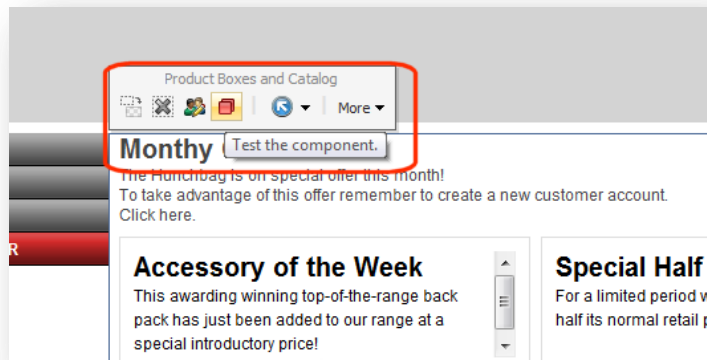 Product Boxes and Catalog
More
Test the component.
Monthy
The Hunchbag is on special offer this month!
To take advantage of this offer remember to create a new customer account.
Click here.
R
Accessory of the Week
This awarding winning top-of-the-range back
pack has just been added to our range at a
special introductory price!
Special Half
For a limited period
half its normal retail